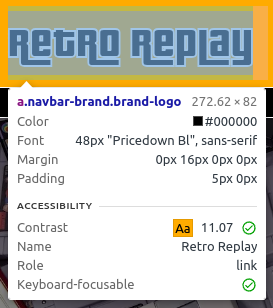 Retro Replay
a.navbar-brand.brand-logo 272.62 × 82
Color #000000
Font 48px "Pricedown Bl", sans-serif
Margin 0px 16px 0px 0px
Padding 5px 0px
ACCESSIBILITY
Contrast Aa 11.07
Name Retro Replay
Role link
Keyboard-focusable